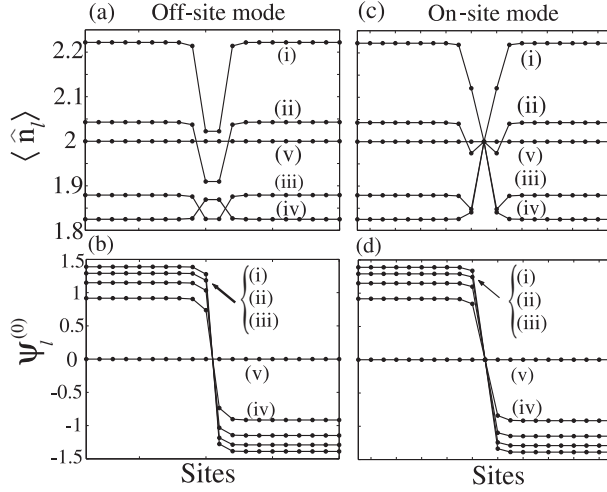 (a) Off-site mode
(c) On-site mode
2.2
2.1
2
1.9
1.8
⟨ n̂_l ⟩
(i)
(ii)
(v)
(iii)
(iv)
(i)
(ii)
(v)
(iii)
(iv)
(b)
(d)
1.5
1
0.5
0
-0.5
-1
-1.5
ψ_l^(0)
(i)
(ii)
(iii)
(v)
(iv)
(i)
(ii)
(iii)
(v)
(iv)
Sites
Sites